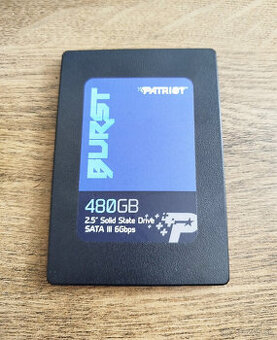 PATRIOT
BURST
480GB
2.5" Solid State Drive
SATA III 6Gbps